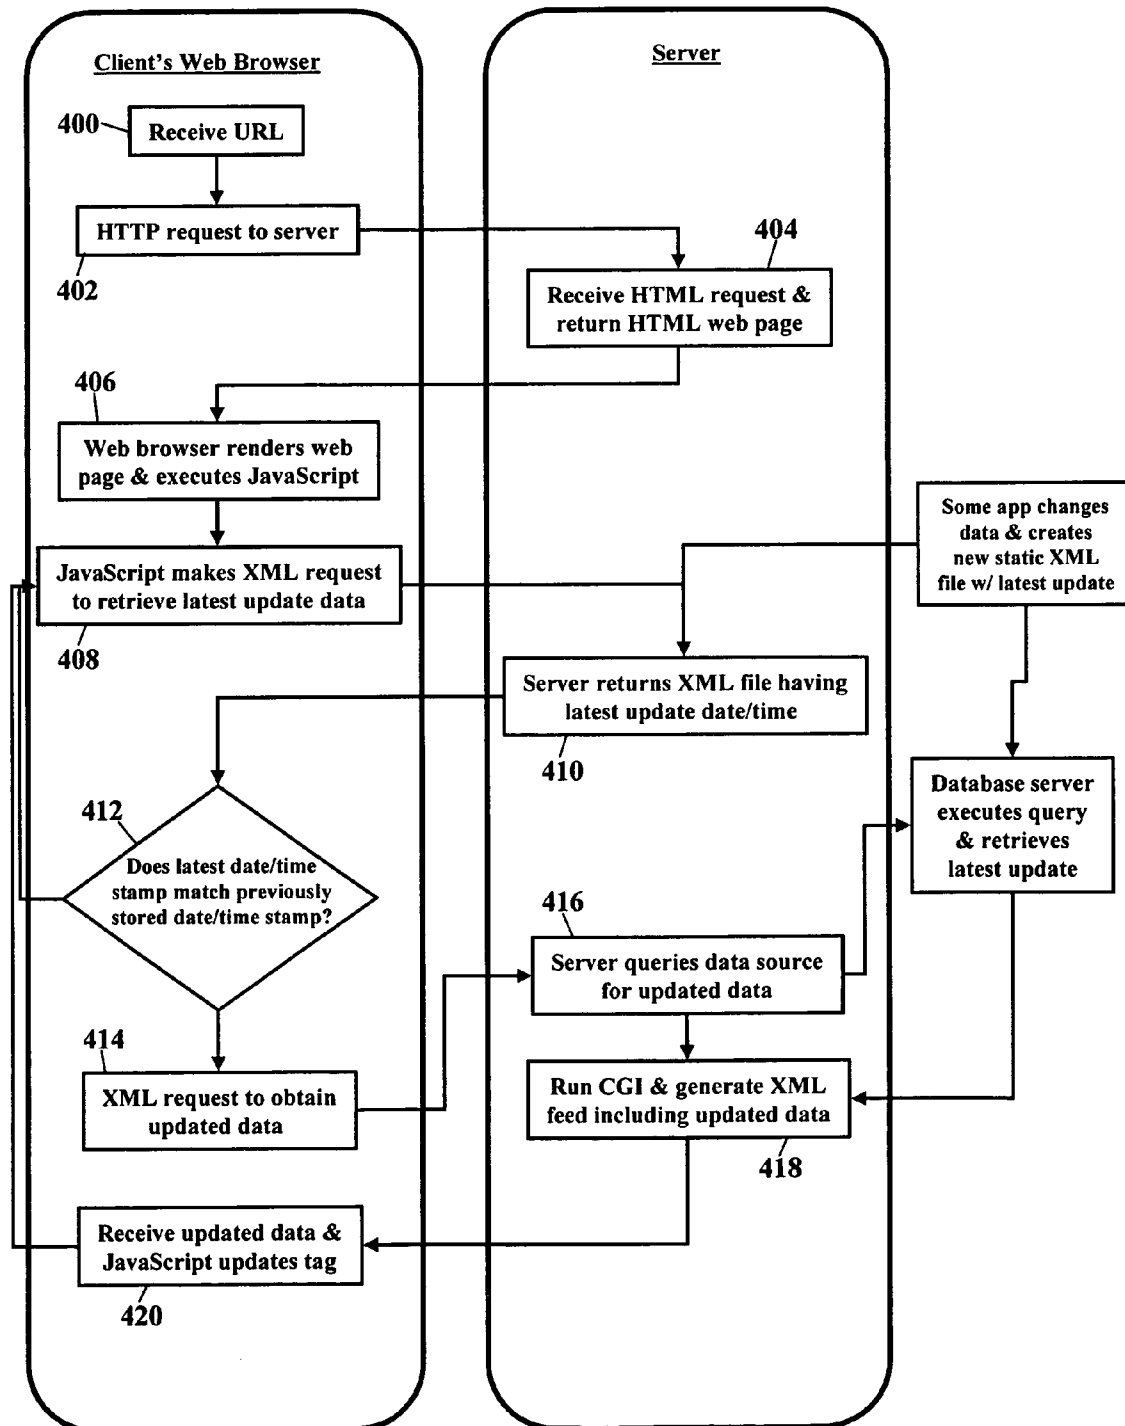 Client's Web Browser
Server
400
Receive URL
HTTP request to server
402
404
Receive HTML request &
return HTML web page
406
Web browser renders web
page & executes JavaScript
Some app changes
data & creates
new static XML
file w/ latest update
JavaScript makes XML request
to retrieve latest update data
408
Server returns XML file having
latest update date/time
410
Database server
executes query
& retrieves
latest update
412
Does latest date/time
stamp match previously
stored date/time stamp?
416
Server queries data source
for updated data
414
XML request to obtain
updated data
Run CGI & generate XML
feed including updated data
418
Receive updated data &
JavaScript updates tag
420